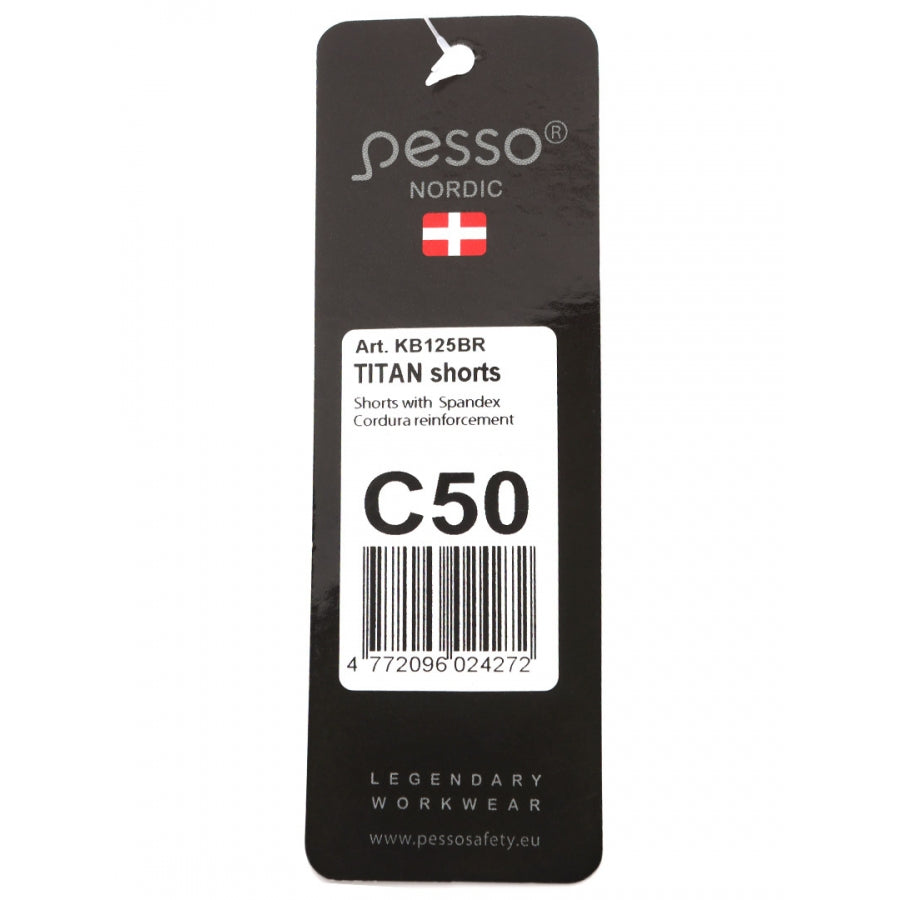 pesso®
NORDIC
Art. KB125BR
TITAN shorts
Shorts with Spandex
Cordura reinforcement
C50
4 772096 024272
LEGENDARY
WORKWEAR
www.pessosafety.eu